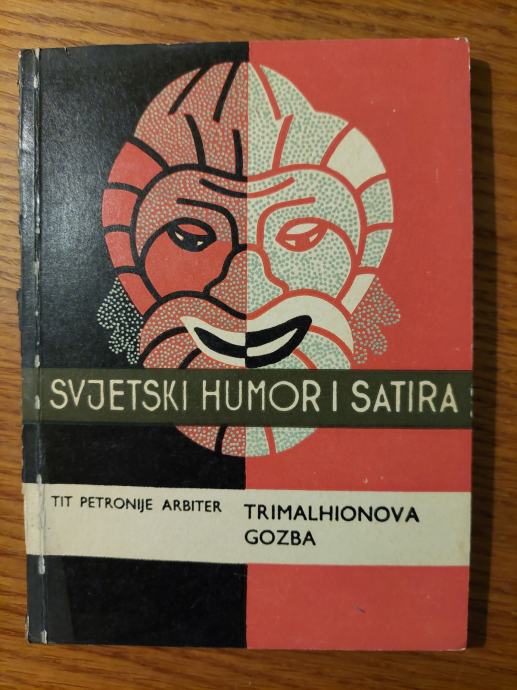 SVJETSKI HUMOR I SATIRA
TIT PETRONIJE ARBITER
TRIMALHIONOVA
GOZBA